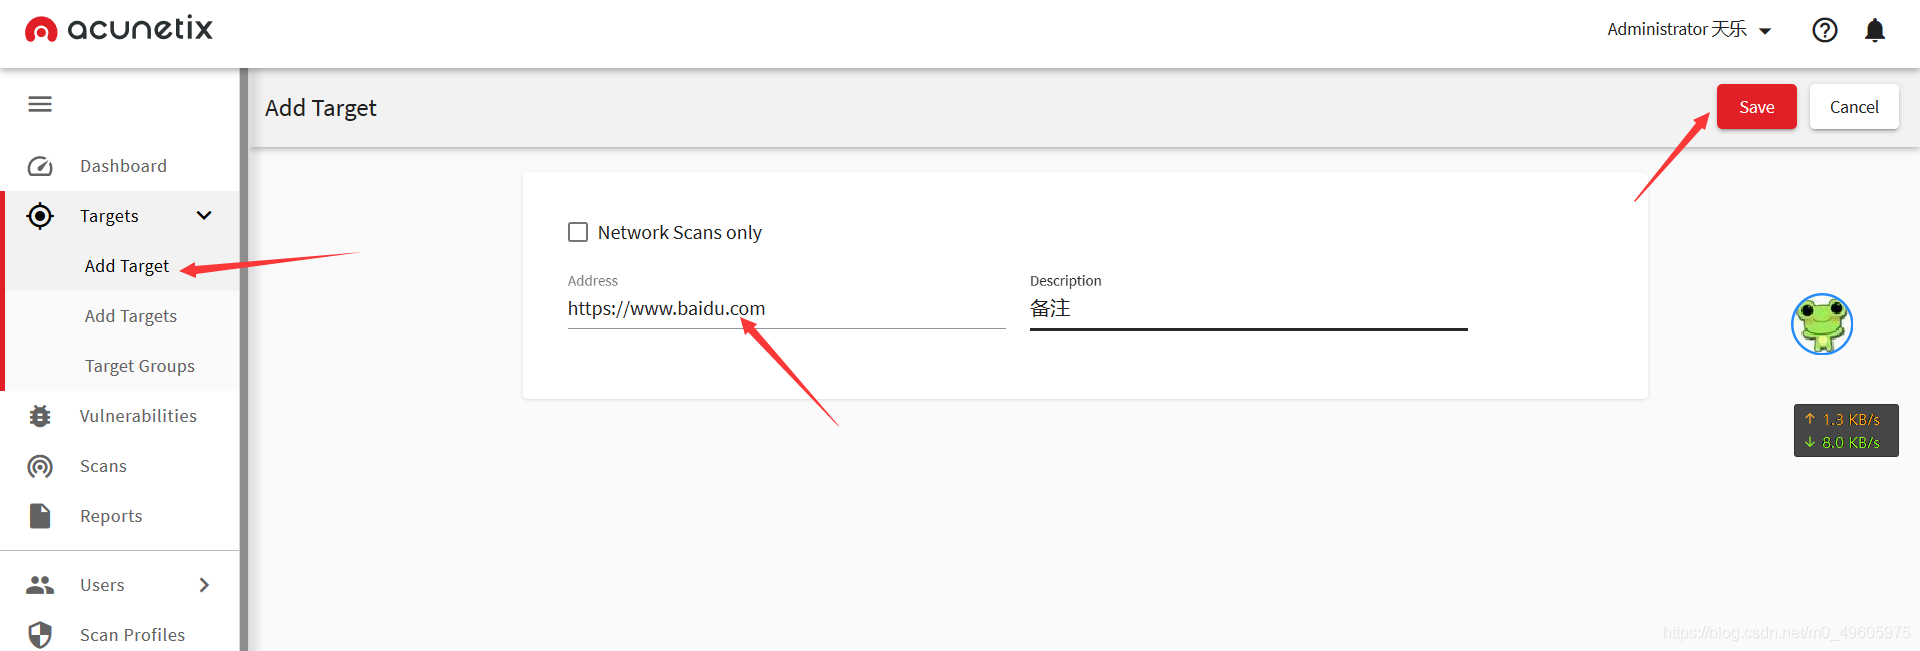 acunetix
Administrator 天乐
Add Target
Save
Cancel
Dashboard
Targets
Add Target
Add Targets
Target Groups
Vulnerabilities
Scans
Reports
Users
Scan Profiles
Network Scans only
Address
https://www.baidu.com
Description
备注
↑ 1.3 KB/s
↓ 8.0 KB/s
https://blog.csdn.net/m0_49605975